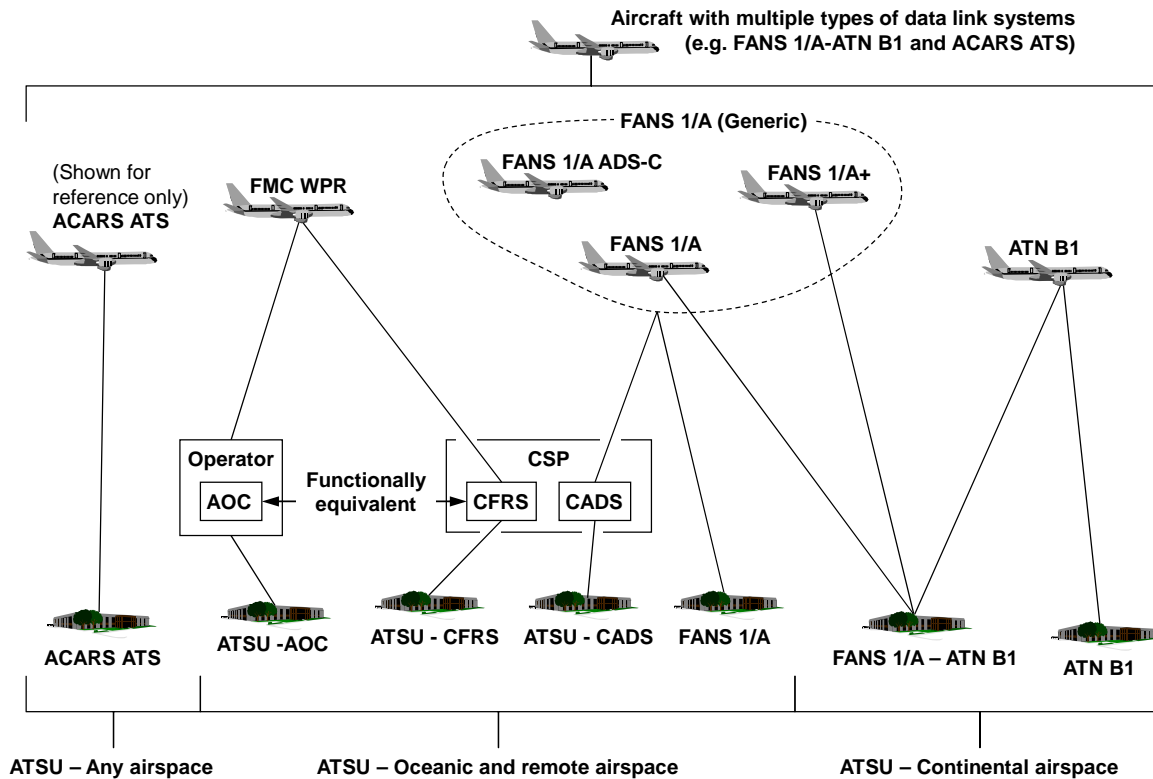 Aircraft with multiple types of data link systems
(e.g. FANS 1/A-ATN B1 and ACARS ATS)
FANS 1/A (Generic)
(Shown for
reference only)
ACARS ATS
FMC WPR
FANS 1/A ADS-C
FANS 1/A+
FANS 1/A
ATN B1
Operator
AOC
Functionally
equivalent
CSP
CFRS
CADS
ACARS ATS
ATSU -AOC
ATSU - CFRS
ATSU - CADS
FANS 1/A
FANS 1/A – ATN B1
ATN B1
ATSU – Any airspace
ATSU – Oceanic and remote airspace
ATSU – Continental airspace